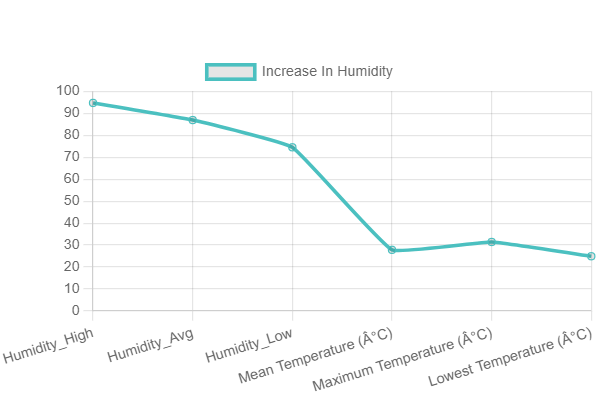 Increase In Humidity
100
90
80
70
60
50
40
30
20
10
0
Humidity_High
Humidity_Avg
Humidity_Low
Mean Temperature (Â°C)
Maximum Temperature (Â°C)
Lowest Temperature (Â°C)